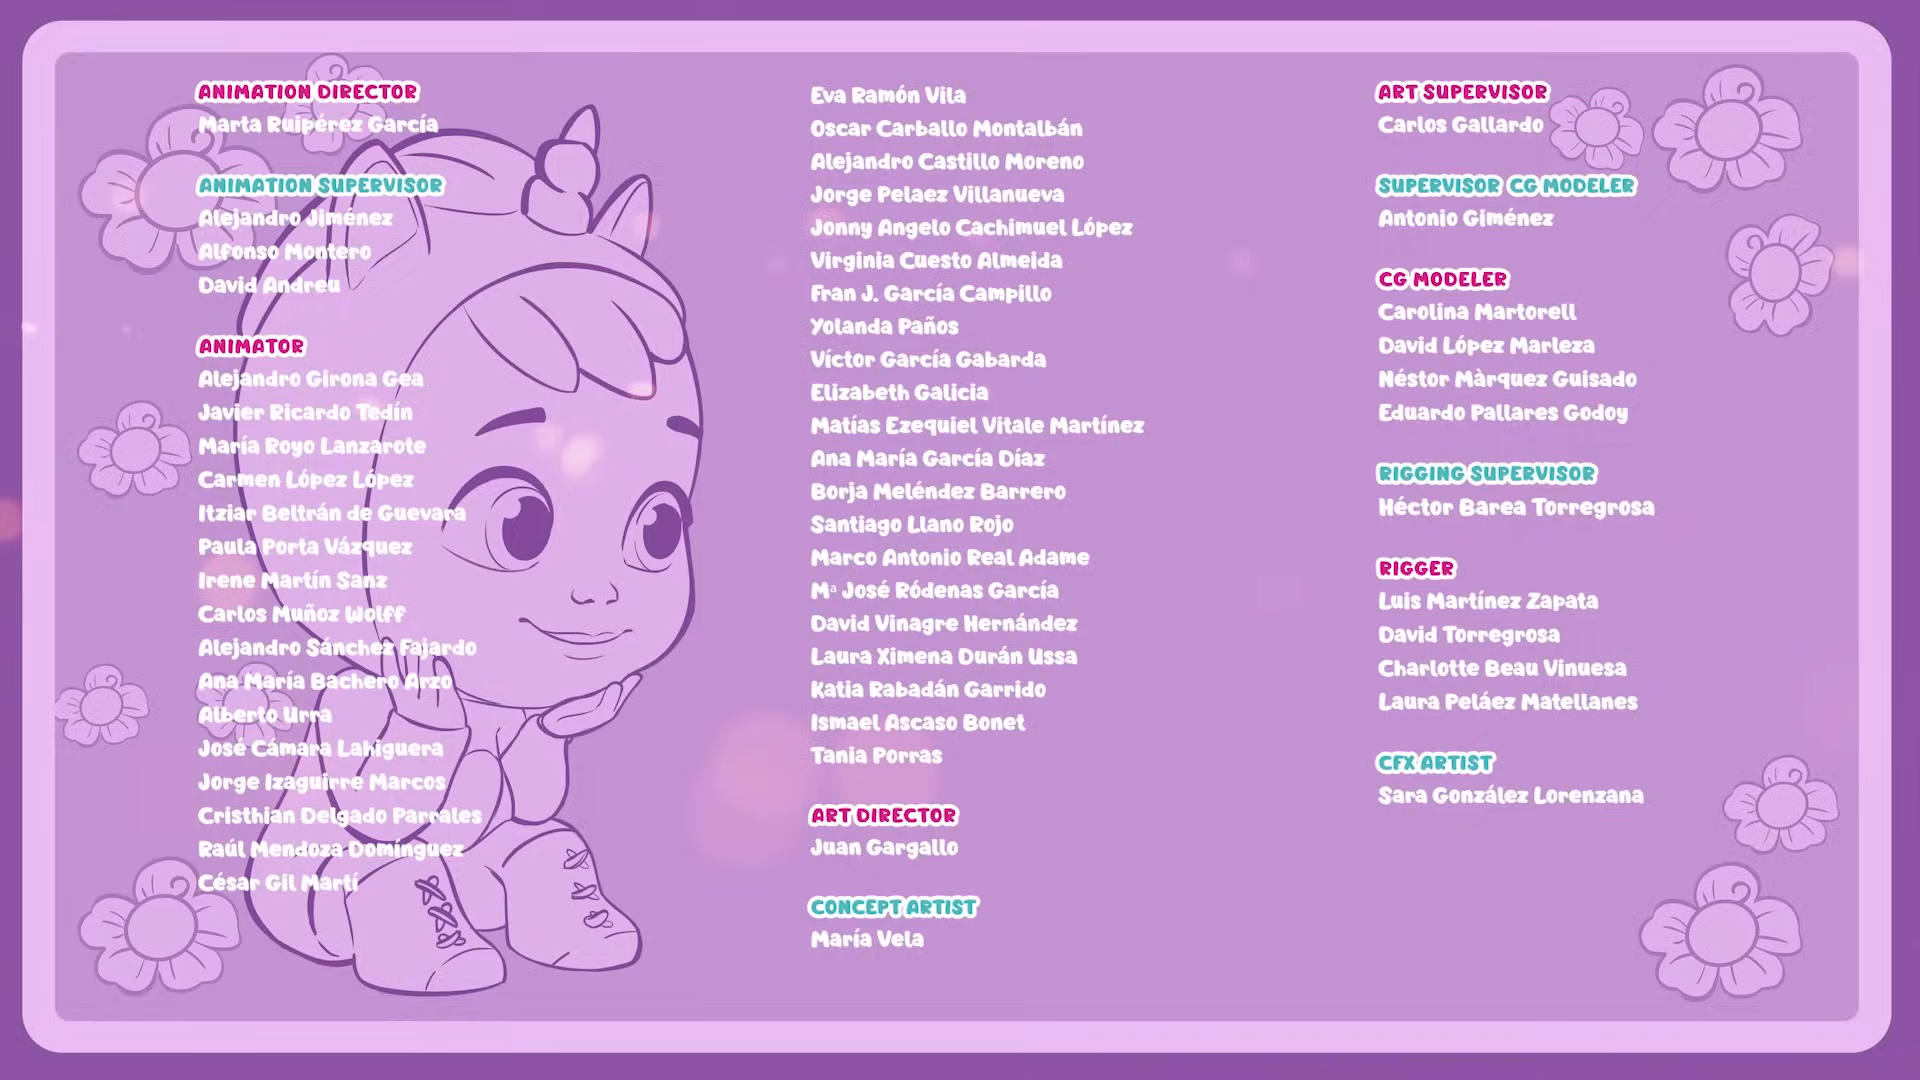 ANIMATION DIRECTOR
Marta Ruipérez García
ANIMATION SUPERVISOR
Alejandro Jiménez
Alfonso Montero
David Andreu
ANIMATOR
Alejandro Girona Gea
Javier Ricardo Tedín
María Royo Lanzarote
Carmen López López
Itziar Beltrán de Guevara
Paula Porta Vázquez
Irene Martín Sanz
Carlos Muñoz Wolff
Alejandro Sánchez Fajardo
Ana María Bachero Arzo
Alberto Urra
José Cámara Lahiguera
Jorge Izaguirre Marcos
Cristhian Delgado Parrales
Raúl Mendoza Domínguez
César Gil Martí
Eva Ramón Vila
Oscar Carballo Montalbán
Alejandro Castillo Moreno
Jorge Pelaez Villanueva
Jonny Angelo Cachimuel López
Virginia Cuesto Almeida
Fran J. García Campillo
Yolanda Paños
Víctor García Gabarda
Elizabeth Galicia
Matías Ezequiel Vitale Martínez
Ana María García Díaz
Borja Meléndez Barrero
Santiago Llano Rojo
Marco Antonio Real Adame
Mª José Ródenas García
David Vinagre Hernández
Laura Ximena Durán Ussa
Katia Rabadán Garrido
Ismael Ascaso Bonet
Tania Porras
ART DIRECTOR
Juan Gargallo
CONCEPT ARTIST
María Vela
ART SUPERVISOR
Carlos Gallardo
SUPERVISOR CG MODELER
Antonio Giménez
CG MODELER
Carolina Martorell
David López Marleza
Néstor Màrquez Guisado
Eduardo Pallares Godoy
RIGGING SUPERVISOR
Héctor Barea Torregrosa
RIGGER
Luis Martínez Zapata
David Torregrosa
Charlotte Beau Vinuesa
Laura Peláez Matellanes
CFX ARTIST
Sara González Lorenzana